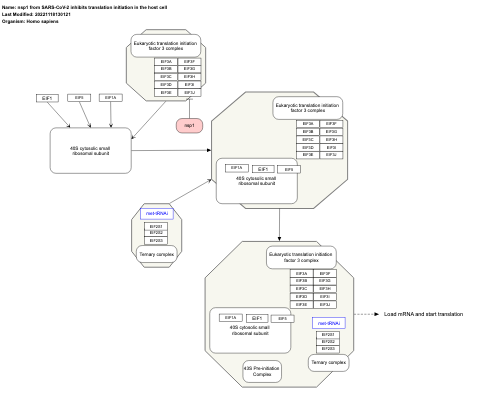 Name: nsp1 from SARS-CoV-2 inhibits translation initiation in the host cell
Last Modified: 20221118130121
Organism: Homo sapiens
Eukaryotic translation initiation
factor 3 complex
EIF3A EIF3F
EIF3B EIF3G
EIF3C EIF3H
EIF3D EIF3I
EIF3E EIF3J
EIF1 EIF5 EIF1A
nsp1
40S cytosolic small
ribosomal subunit
Eukaryotic translation initiation
factor 3 complex
EIF3A EIF3F
EIF3B EIF3G
EIF3C EIF3H
EIF3D EIF3I
EIF3E EIF3J
EIF1A EIF1 EIF5
40S cytosolic small
ribosomal subunit
met-tRNAi
EIF2S1
EIF2S2
EIF2S3
Ternary complex
Eukaryotic translation initiation
factor 3 complex
EIF3A EIF3F
EIF3B EIF3G
EIF3C EIF3H
EIF3D EIF3I
EIF3E EIF3J
EIF1A EIF1 EIF5
40S cytosolic small
ribosomal subunit
met-tRNAi
EIF2S1
EIF2S2
EIF2S3
Ternary complex
43S Pre-initiation
Complex
Load mRNA and start translation